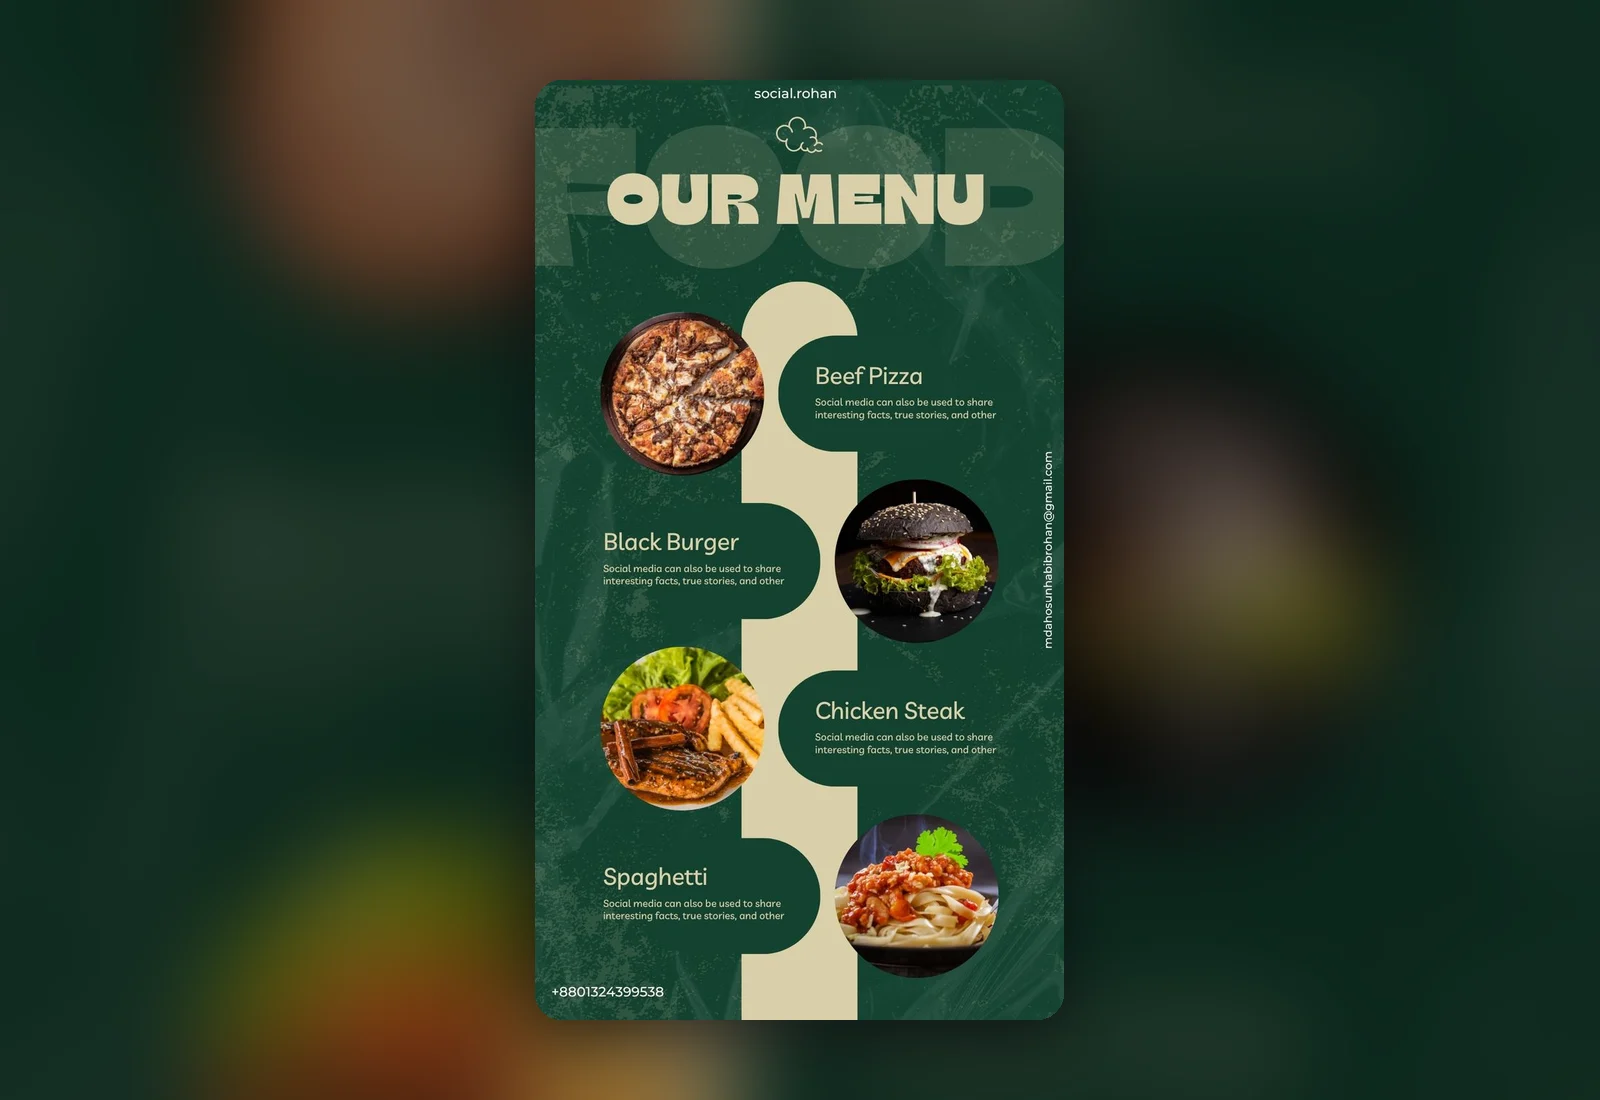 social.rohan
FOOD
OUR MENU
Beef Pizza
Social media can also be used to share
interesting facts, true stories, and other
Black Burger
Social media can also be used to share
interesting facts, true stories, and other
mdahosunhabibrohan@gmail.com
Chicken Steak
Social media can also be used to share
interesting facts, true stories, and other
Spaghetti
Social media can also be used to share
interesting facts, true stories, and other
+8801324399538